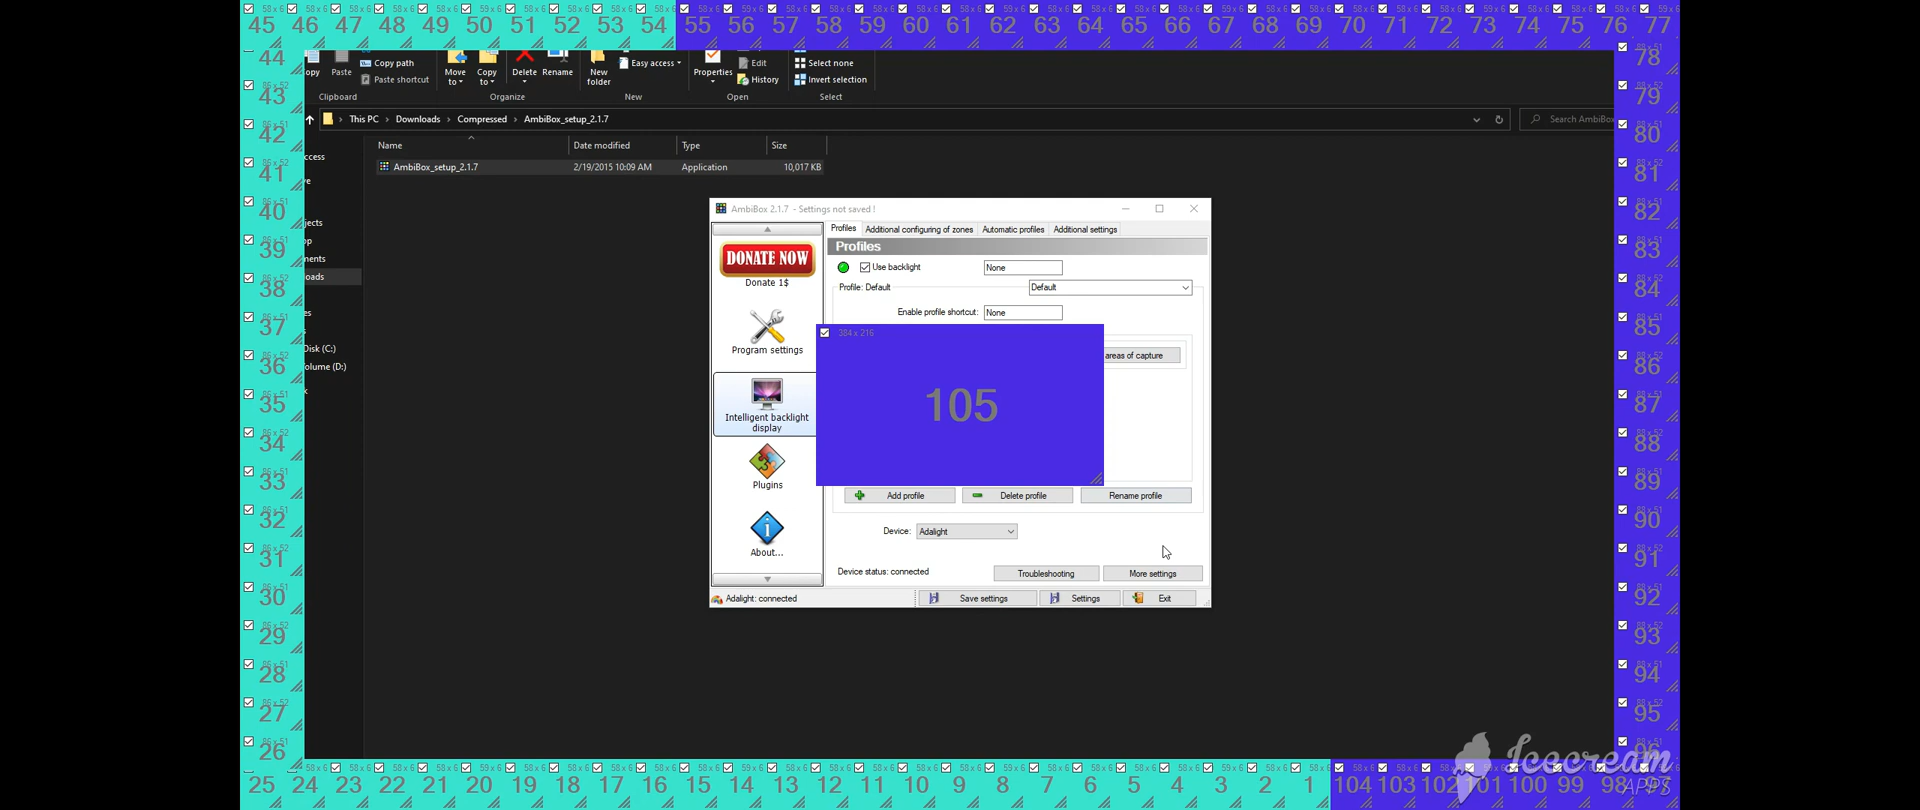 45 46 47 48 49 50 51 52 53 54 55 56 57 58 59 60 61 62 63 64 65 66 67 68 69 70 71 72 73 74 75 76 77
44
78
Copy path
Paste
Paste shortcut
Move to
Copy to
Delete
Rename
New folder
Easy access
Properties
Edit
History
Select none
Invert selection
Clipboard
Organize
New
Open
Select
43
79
This PC > Downloads > Compressed > AmbiBox_setup_2.1.7
Search AmbiBo
42
80
Name
Date modified
Type
Size
AmbiBox_setup_2.1.7
2/19/2015 10:09 AM
Application
10,017 KB
41
81
40
82
39
83
38
84
37
85
36
86
35
87
34
88
33
89
32
90
31
91
30
92
29
93
28
94
27
95
26
96
Disk (C:)
olume (D:)
AmbiBox 2.1.7 - Settings not saved !
Profiles
Additional configuring of zones
Automatic profiles
Additional settings
Profiles
DONATE NOW
Donate 1$
Program settings
Intelligent backlight
display
Plugins
About...
Use backlight
None
Profile: Default
Default
Enable profile shortcut:
None
384 x 216
areas of capture
105
Add profile
Delete profile
Rename profile
Device:
Adalight
Device status: connected
Troubleshooting
More settings
Adalight: connected
Save settings
Settings
Exit
25 24 23 22 21 20 19 18 17 16 15 14 13 12 11 10 9 8 7 6 5 4 3 2 1 104 103 102 101 100 99 98
Icecream
APPS